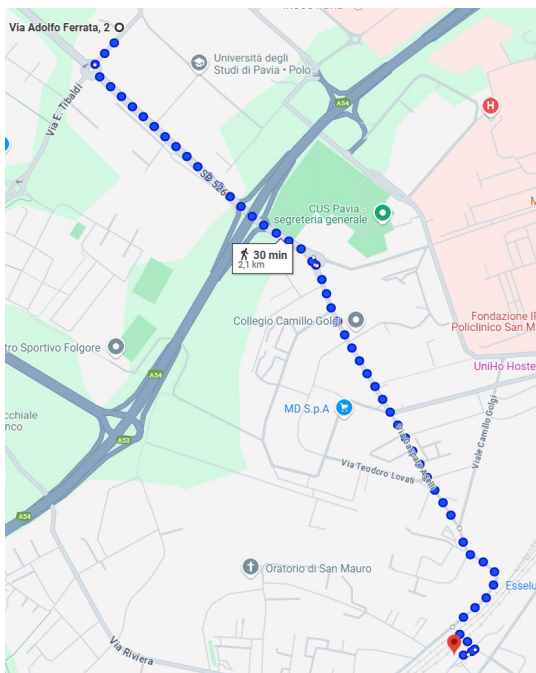 Via Adolfo Ferrata, 2
Università degli
Studi di Pavia • Polo...
Via E. Tibaldi
A54
H
SP 526
CUS Pavia -
segreteria generale
30 min
2,1 km
Collegio Camillo Golgi
Fondazione IR
Policlinico San M
tro Sportivo Folgore
UniHo Hoste
A54
MD S.p.A
cchiale
nco
A53
Viale Camillo Golgi
Via Teodoro Lovati
A54
Oratorio di San Mauro
Esselu
Via Riviera